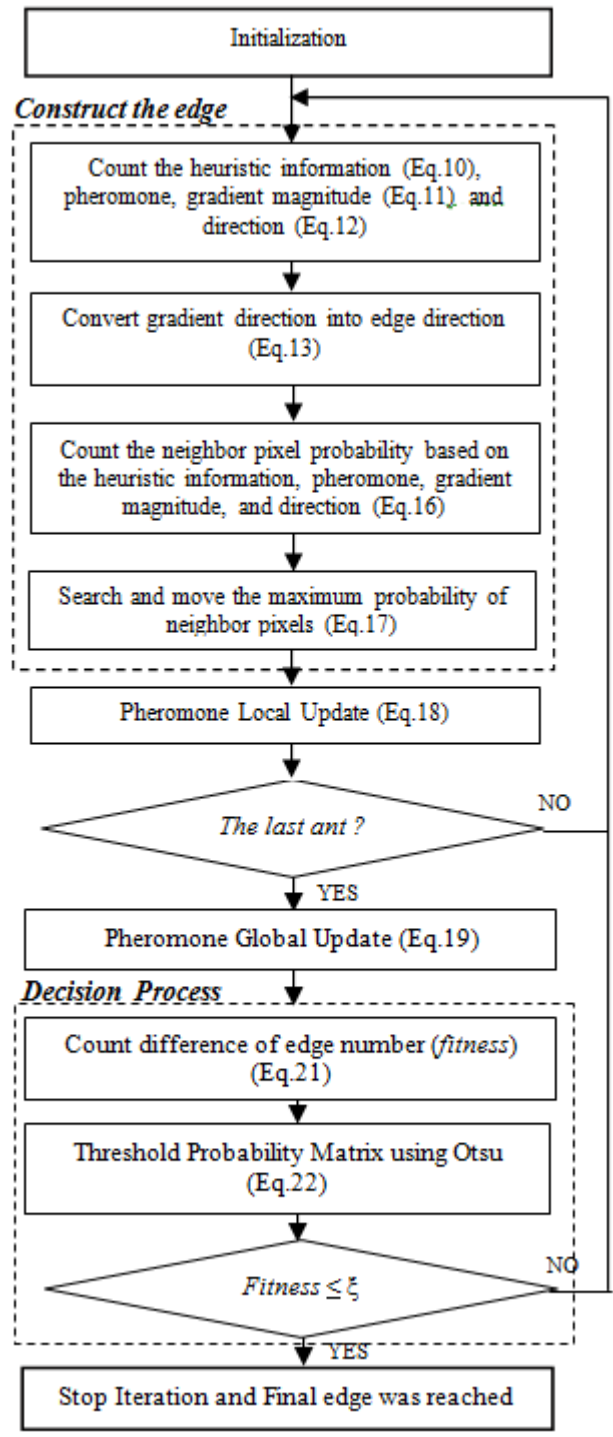 Initialization
Construct the edge
Count the heuristic information (Eq.10),
pheromone, gradient magnitude (Eq.11) and
direction (Eq.12)
Convert gradient direction into edge direction
(Eq.13)
Count the neighbor pixel probability based on
the heuristic information, pheromone, gradient
magnitude, and direction (Eq.16)
Search and move the maximum probability of
neighbor pixels (Eq.17)
Pheromone Local Update (Eq.18)
The last ant ?
NO
YES
Pheromone Global Update (Eq.19)
Decision Process
Count difference of edge number (fitness)
(Eq.21)
Threshold Probability Matrix using Otsu
(Eq.22)
Fitness ≤ ξ
NO
YES
Stop Iteration and Final edge was reached